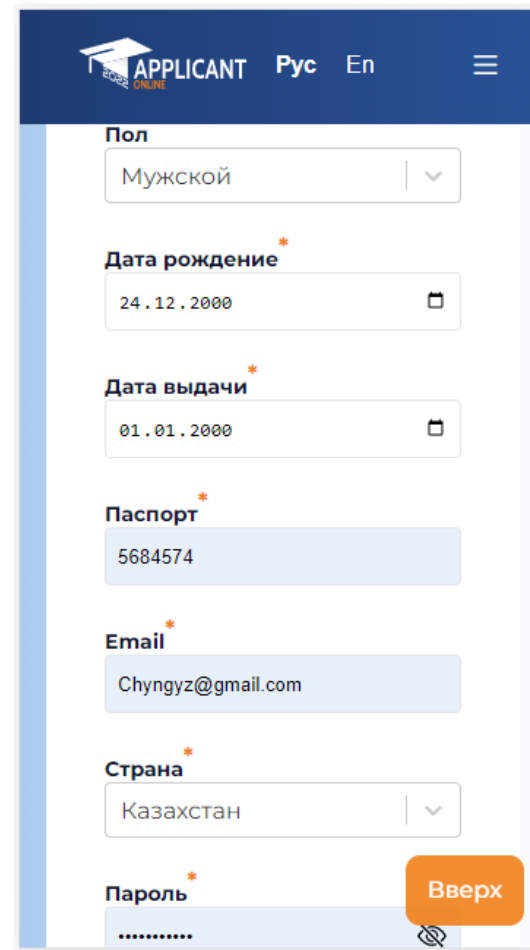 2022 APPLICANT ONLINE Рус En
Пол
Мужской
Дата рождение*
24.12.2000
Дата выдачи*
01.01.2000
Паспорт*
5684574
Email*
Chyngyz@gmail.com
Страна*
Казахстан
Пароль*
Вверх
•••••••••••